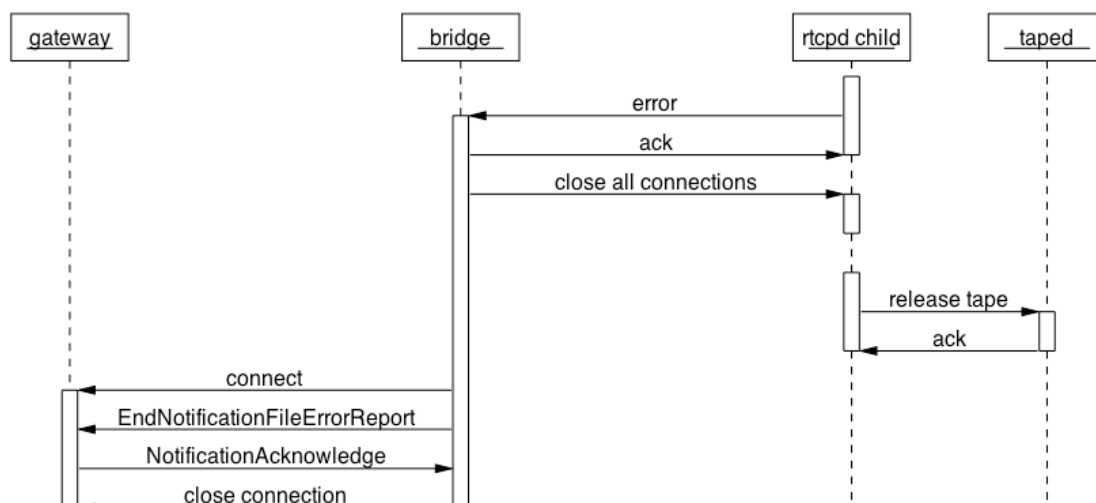 gateway
bridge
rtcpd child
taped
error
ack
close all connections
release tape
ack
connect
EndNotificationFileErrorReport
NotificationAcknowledge
close connection